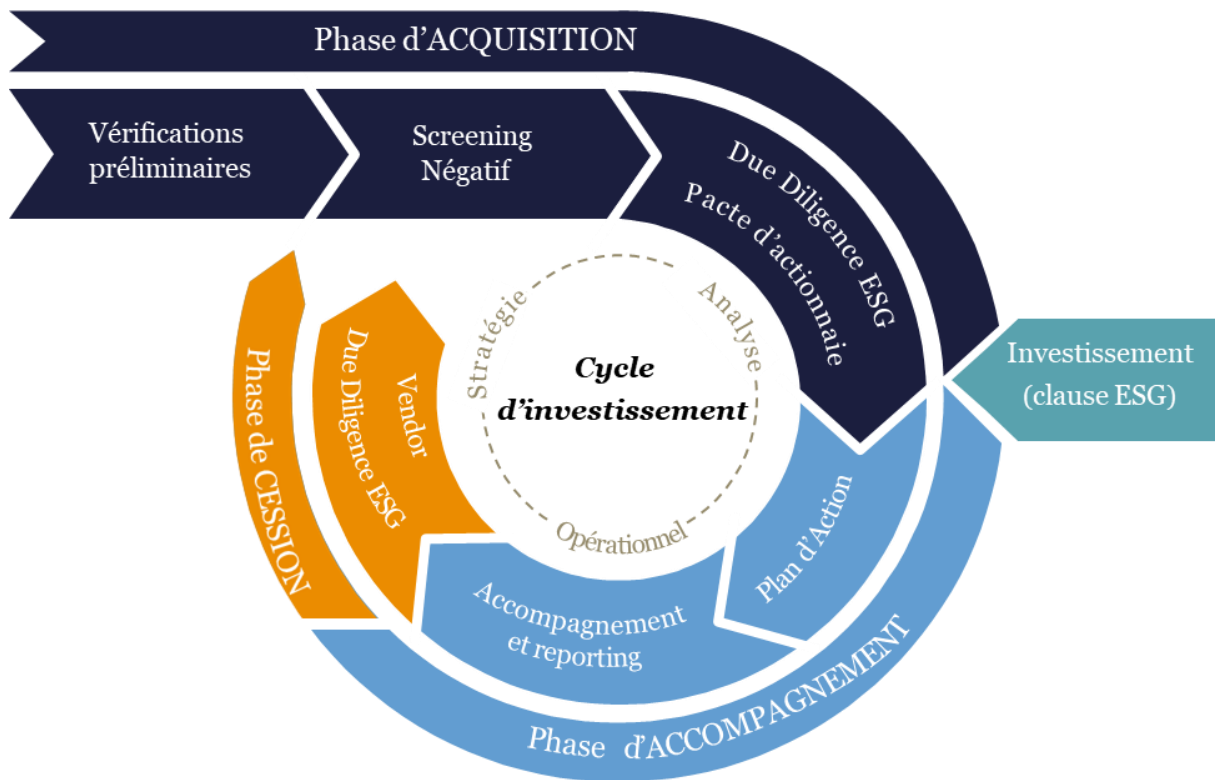 Phase d'ACQUISITION
Vérifications
préliminaires
Screening
Négatif
Due Diligence ESG
Pacte d'actionnaie
Investissement
(clause ESG)
Analyse
Stratégie
Opérationnel
Cycle
d'investissement
Plan d'Action
Accompagnement
et reporting
Phase d'ACCOMPAGNEMENT
Vendor
Due Diligence ESG
Phase de CESSION